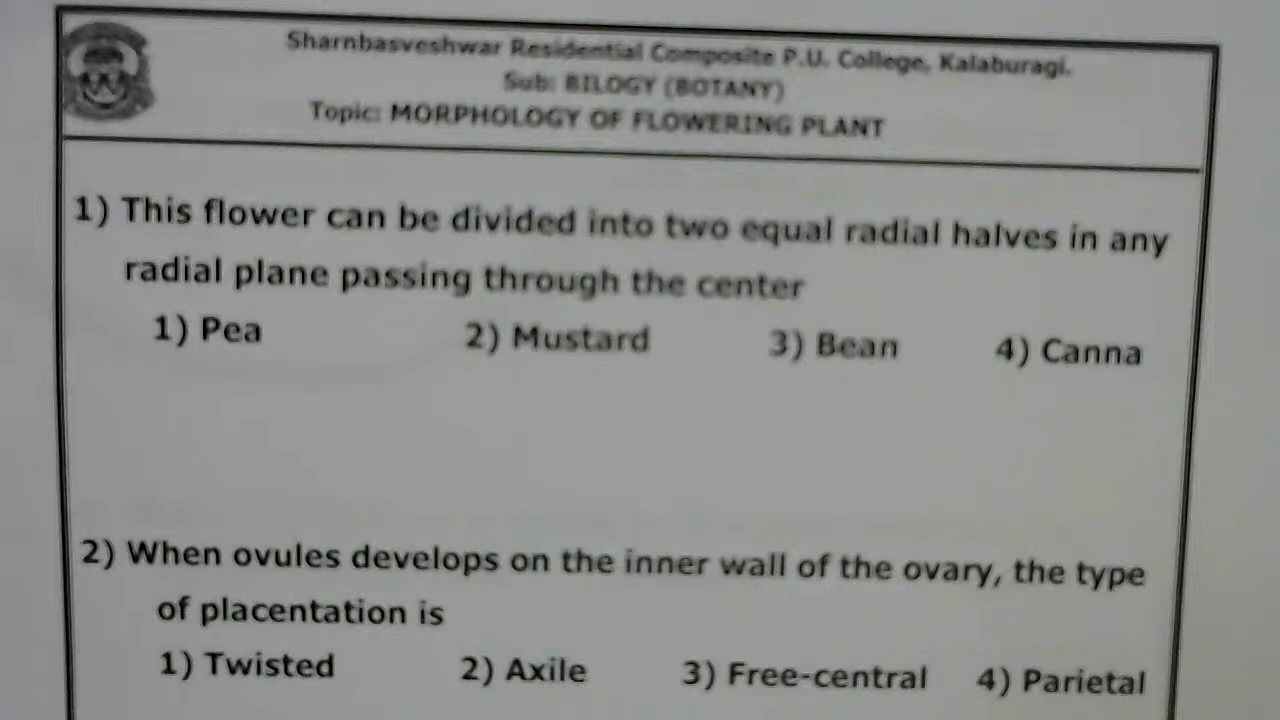 Sharnbasveshwar Residential Composite P.U. College, Kalaburagi.
Sub: BILOGY (BOTANY)
Topic: MORPHOLOGY OF FLOWERING PLANT
1) This flower can be divided into two equal radial halves in any
radial plane passing through the center
1) Pea 2) Mustard 3) Bean 4) Canna
2) When ovules develops on the inner wall of the ovary, the type
of placentation is
1) Twisted 2) Axile 3) Free-central 4) Parietal